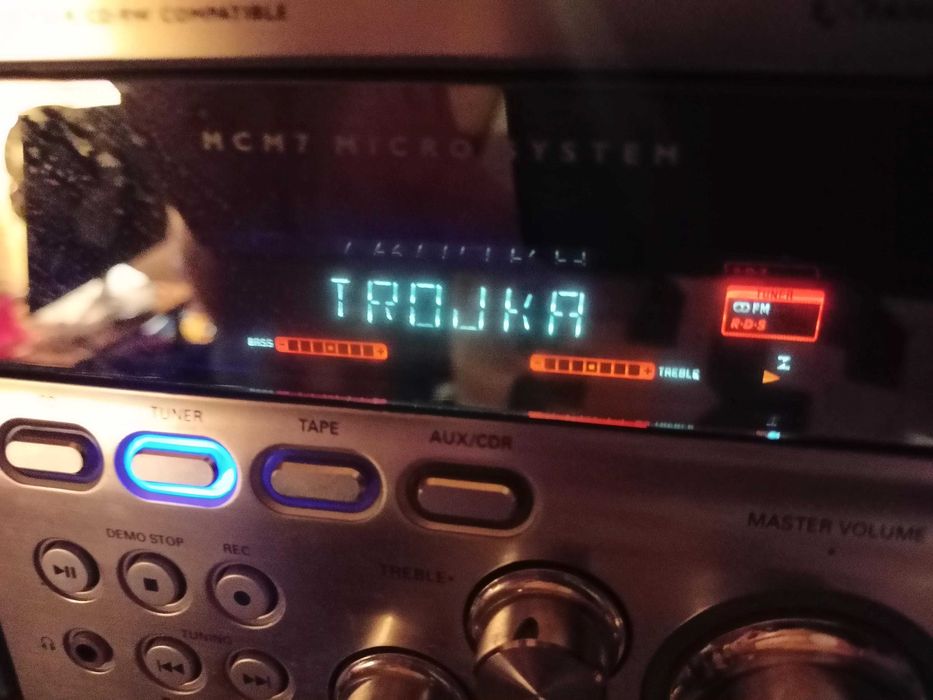 CD-RW COMPATIBLE
MCM7 MICRO SYSTEM
TROJKA
TUNER
FM
R·D·S
BASS - +
- + TREBLE
TUNER
TAPE
AUX/CDR
DEMO STOP
REC
MASTER VOLUME
TREBLE
TUNING